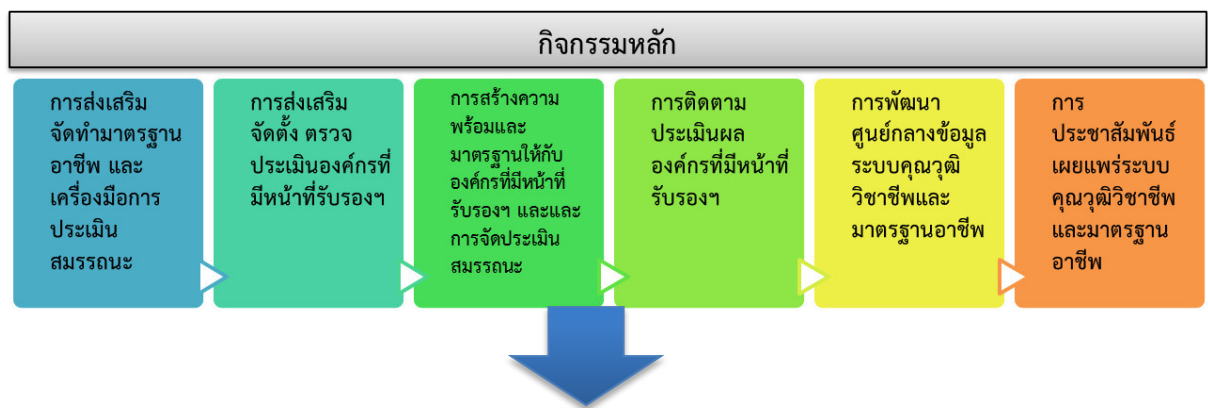 กิจกรรมหลัก
การส่งเสริม
จัดทำมาตรฐาน
อาชีพ และ
เครื่องมือการ
ประเมิน
สมรรถนะ
การส่งเสริม
จัดตั้ง ตรวจ
ประเมินองค์กรที่
มีหน้าที่รับรองฯ
การสร้างความ
พร้อมและ
มาตรฐานให้กับ
องค์กรที่มีหน้าที่
รับรองฯ และและ
การจัดประเมิน
สมรรถนะ
การติดตาม
ประเมินผล
องค์กรที่มีหน้าที่
รับรองฯ
การพัฒนา
ศูนย์กลางข้อมูล
ระบบคุณวุฒิ
วิชาชีพและ
มาตรฐานอาชีพ
การ
ประชาสัมพันธ์
เผยแพร่ระบบ
คุณวุฒิวิชาชีพ
และมาตรฐาน
อาชีพ